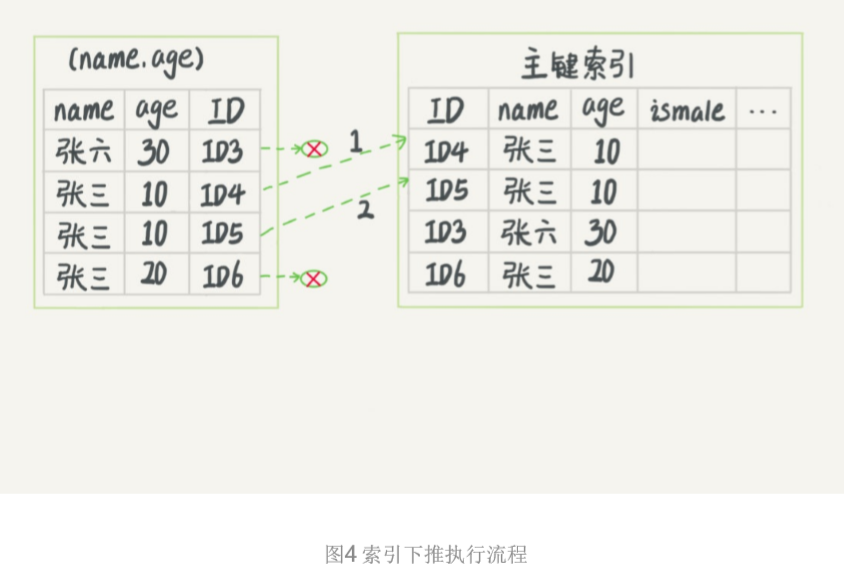 (name.age)
name age ID
张六 30 ID3
张三 10 ID4
张三 10 ID5
张三 20 ID6
1
2
主键索引
ID name age ismale ...
ID4 张三 10
ID5 张三 10
ID3 张六 30
ID6 张三 20
图4 索引下推执行流程